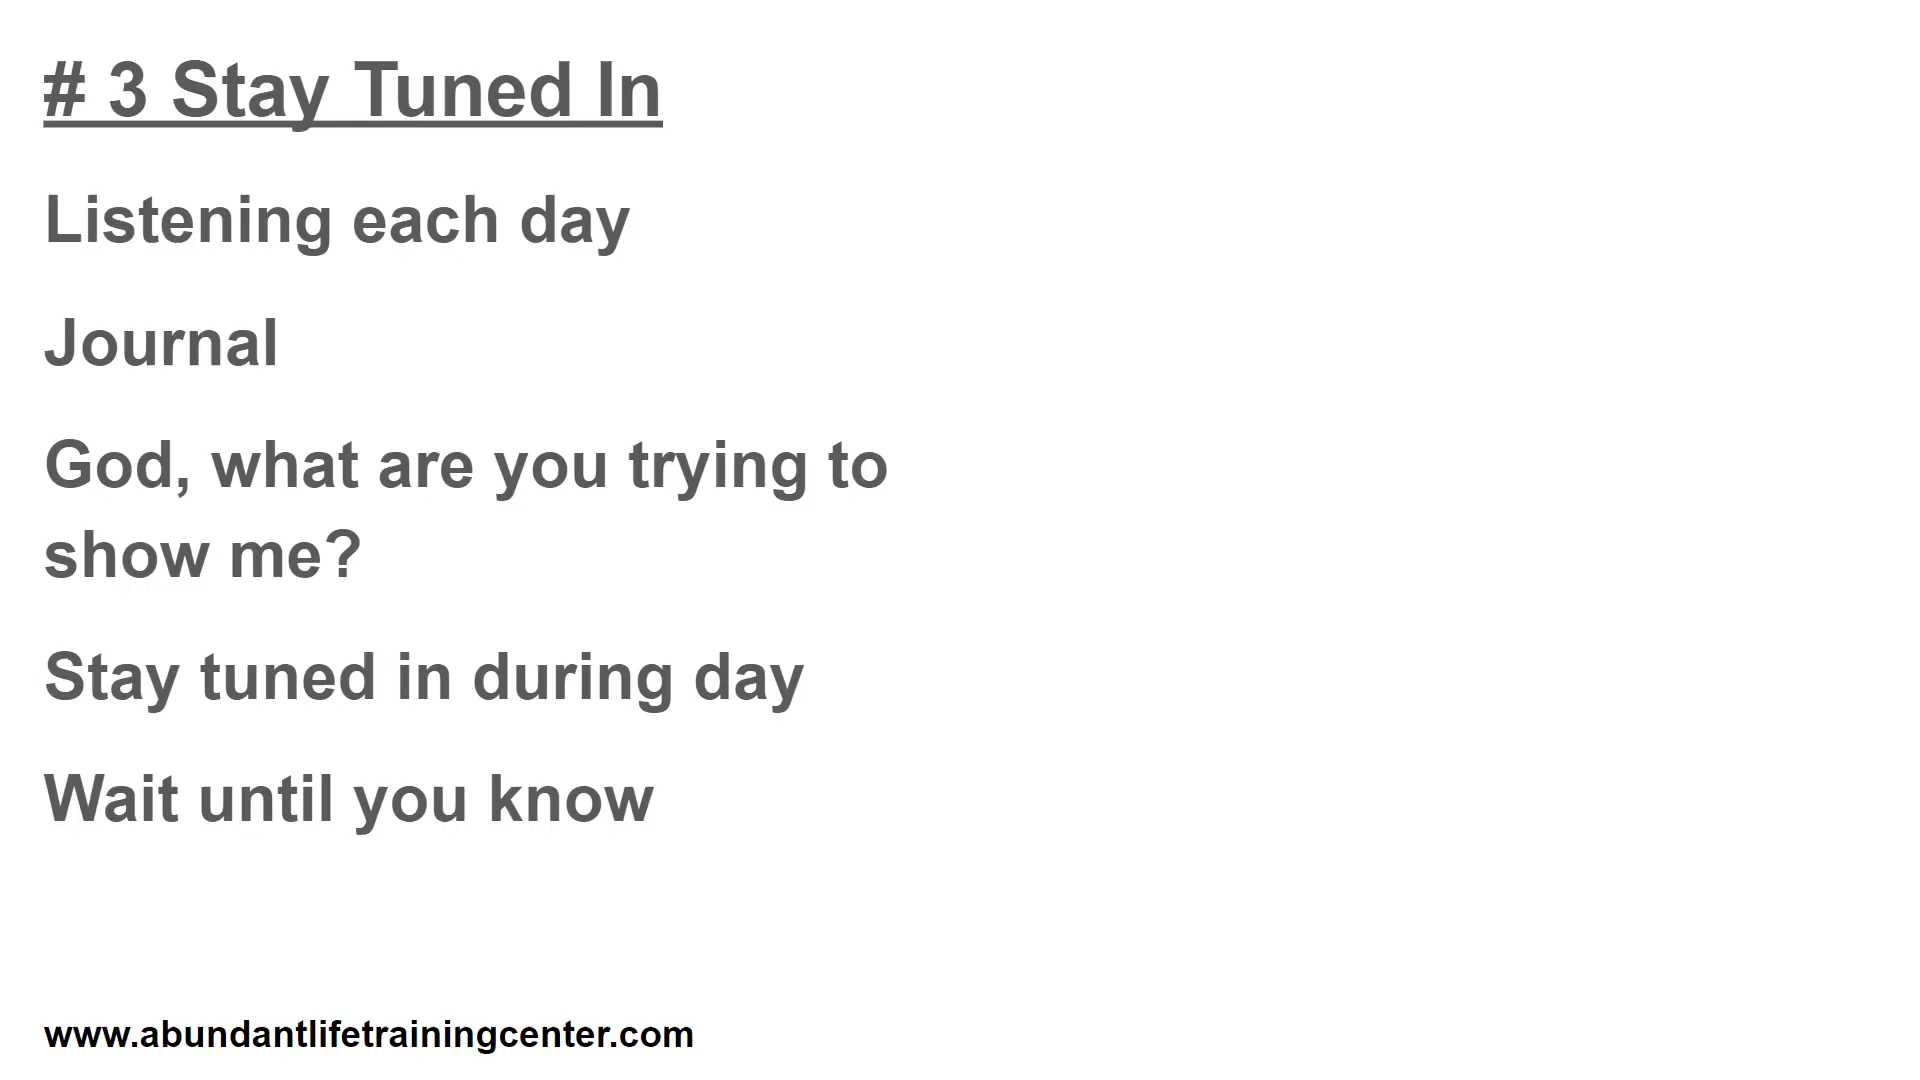 # 3 Stay Tuned In
Listening each day
Journal
God, what are you trying to
show me?
Stay tuned in during day
Wait until you know
www.abundantlifetrainingcenter.com